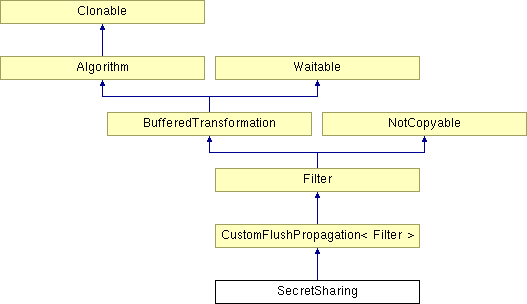 Clonable
Algorithm Waitable
BufferedTransformation NotCopyable
Filter
CustomFlushPropagation< Filter >
SecretSharing